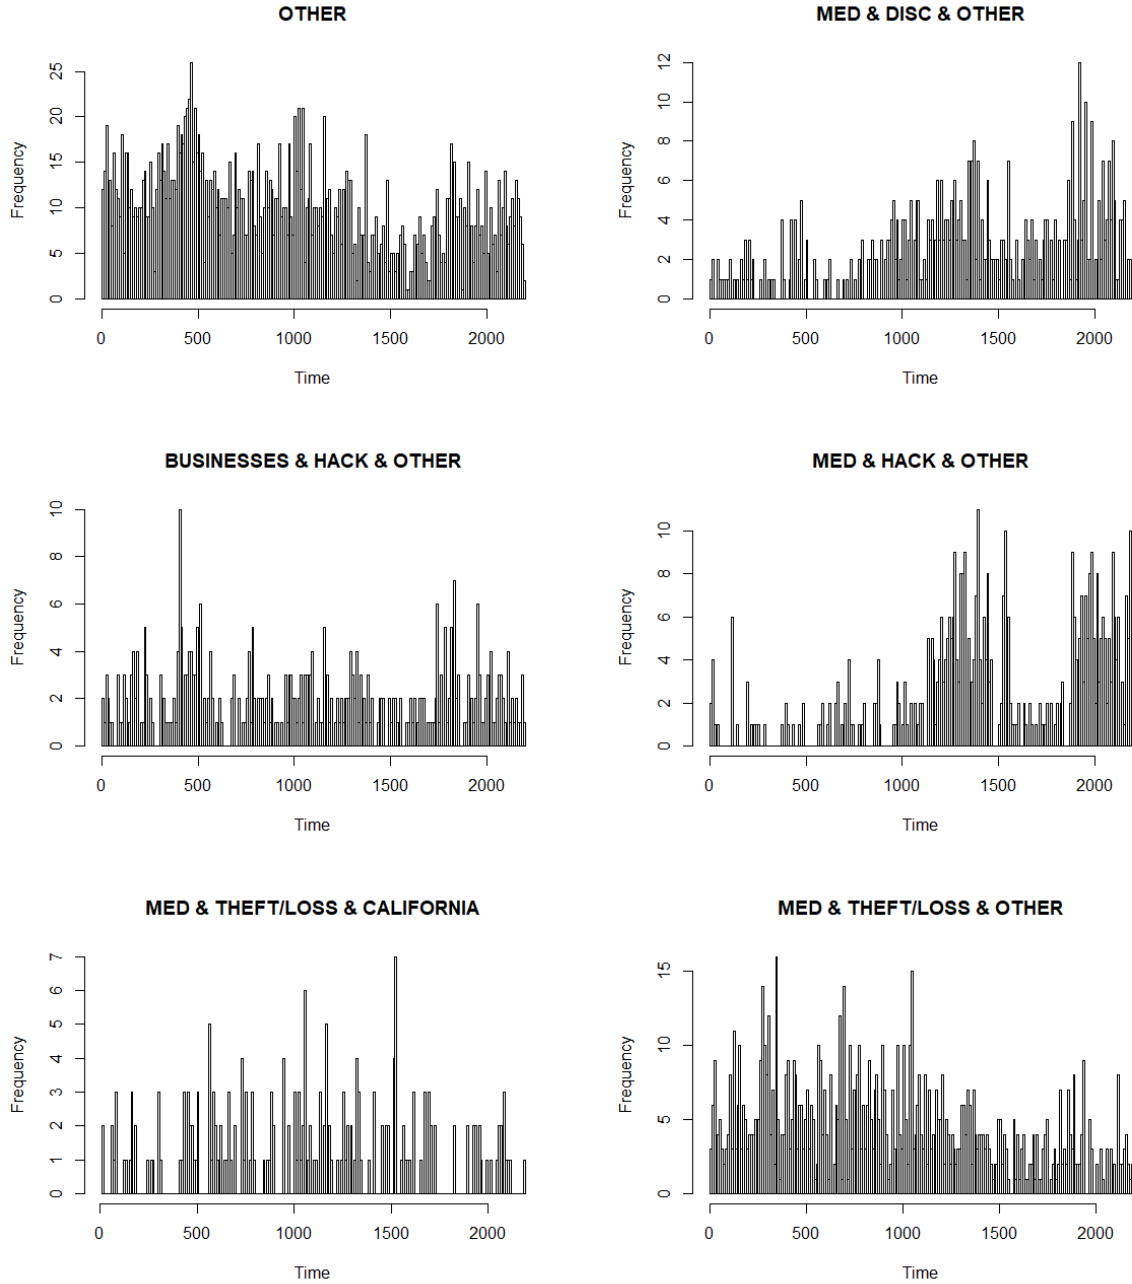 OTHER
Frequency
0 5 10 15 20 25
0 500 1000 1500 2000
Time
MED & DISC & OTHER
Frequency
0 2 4 6 8 10 12
0 500 1000 1500 2000
Time
BUSINESSES & HACK & OTHER
Frequency
0 2 4 6 8 10
0 500 1000 1500 2000
Time
MED & HACK & OTHER
Frequency
0 2 4 6 8 10
0 500 1000 1500 2000
Time
MED & THEFT/LOSS & CALIFORNIA
Frequency
0 1 2 3 4 5 6 7
0 500 1000 1500 2000
Time
MED & THEFT/LOSS & OTHER
Frequency
0 5 10 15
0 500 1000 1500 2000
Time